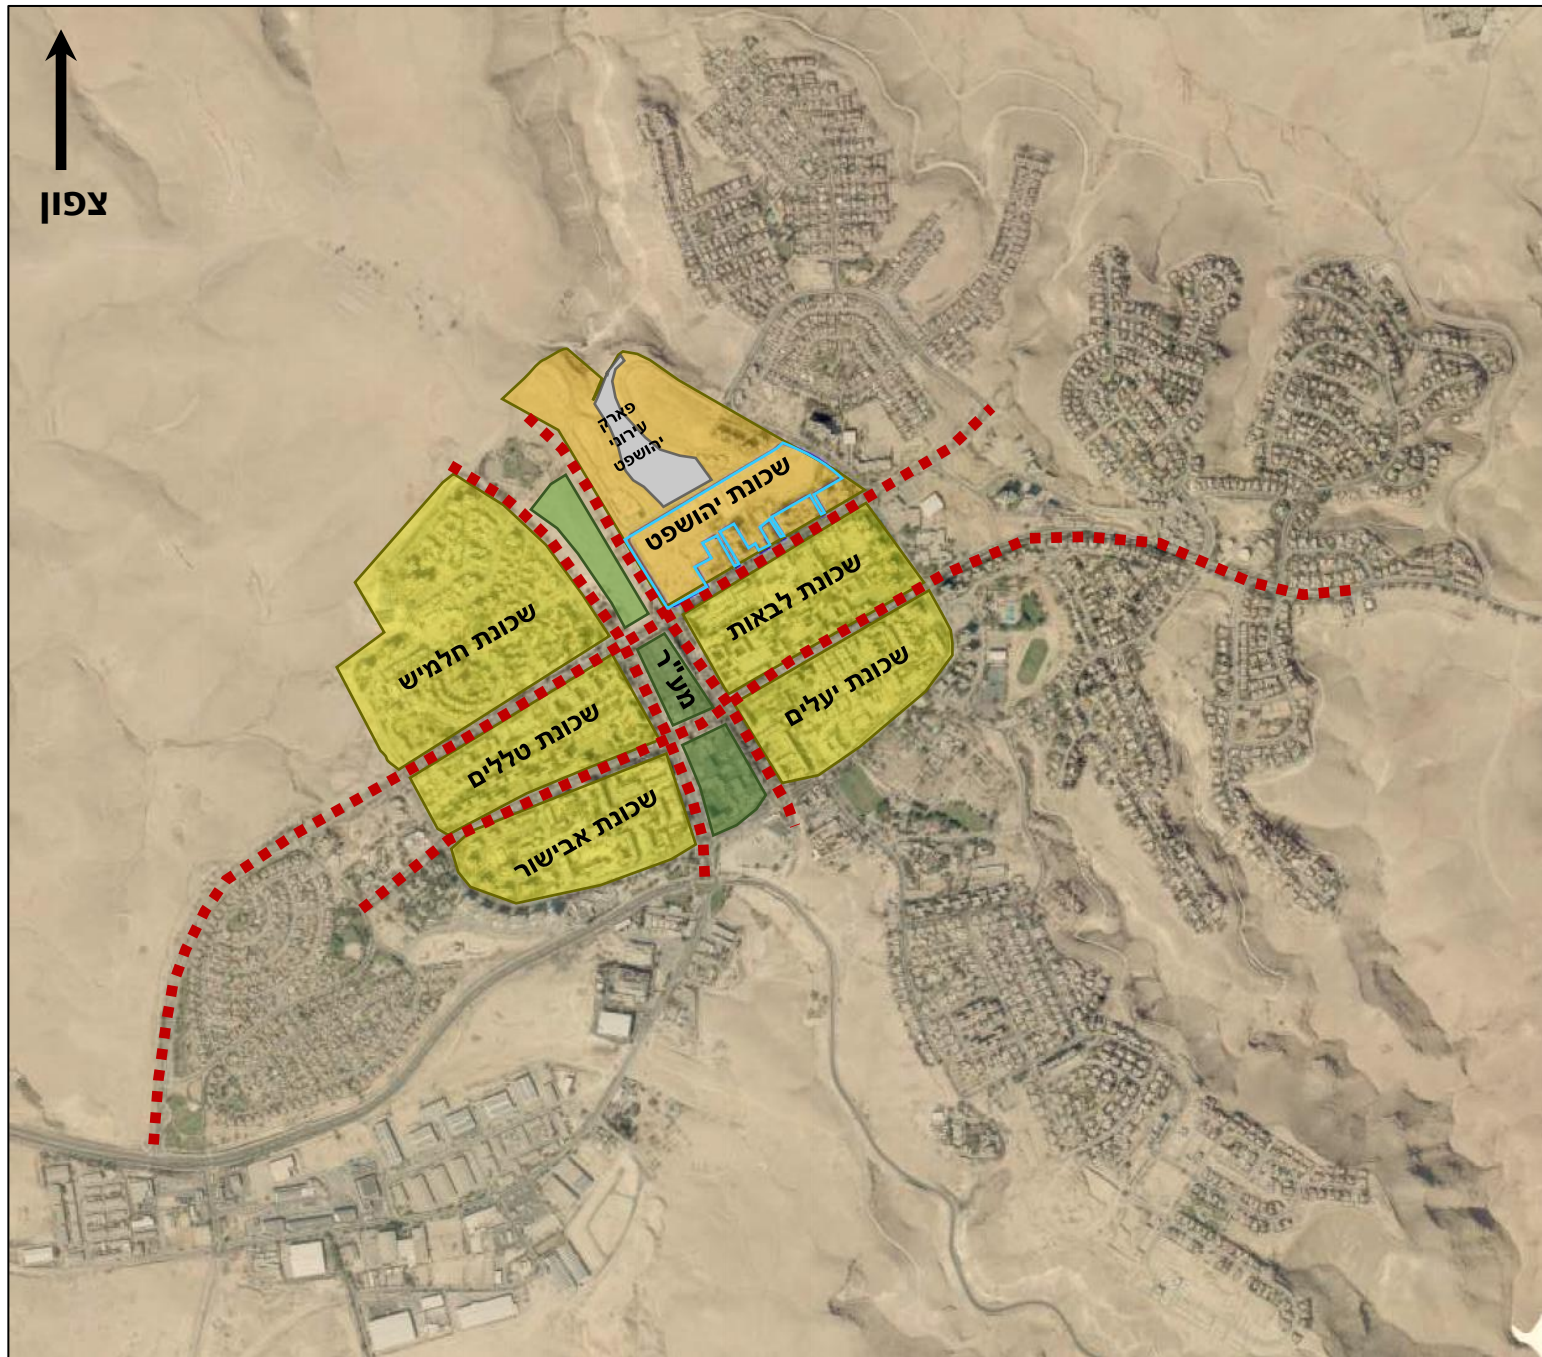 צפון
פארק
עירוני
יהושפט
שכונת יהושפט
שכונת לבאות
שכונת חלמיש
מע"ר
שכונת יעלים
שכונת טללים
שכונת אבישור